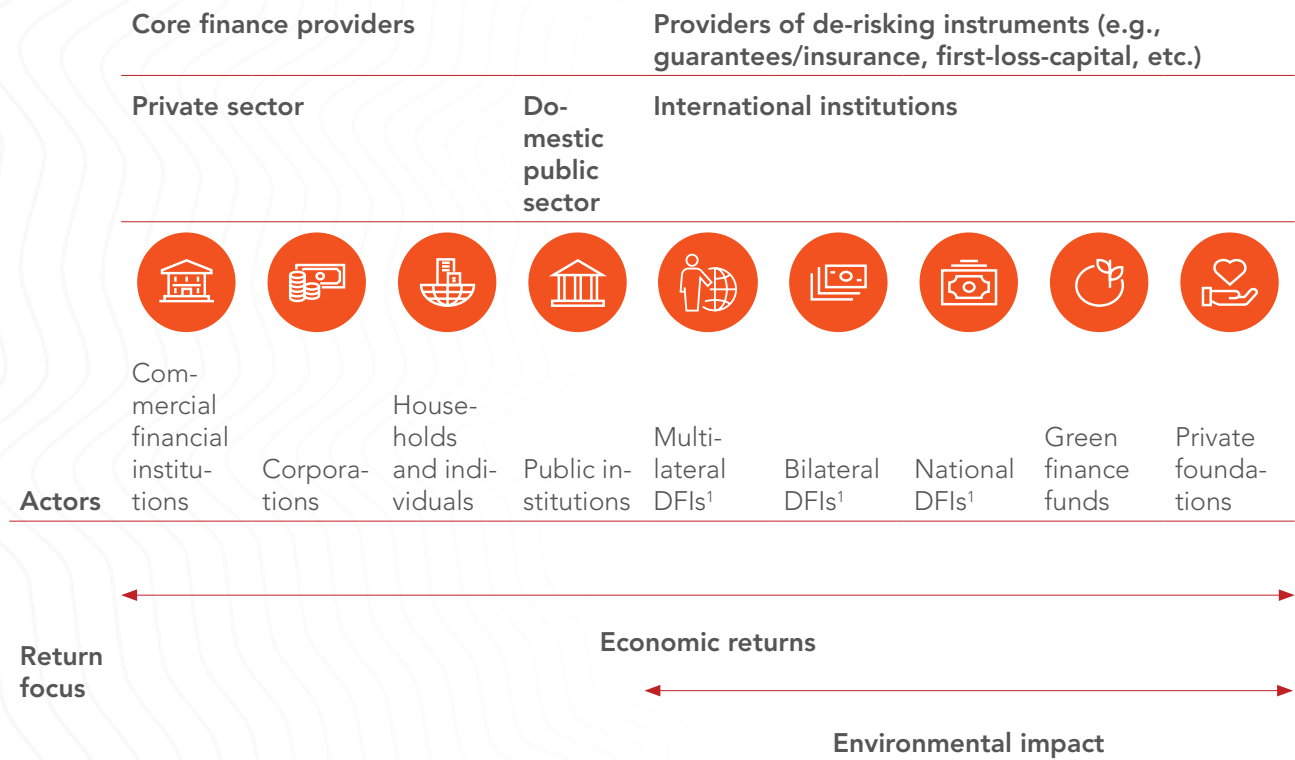 Core finance providers
Providers of de-risking instruments (e.g.,
guarantees/insurance, first-loss-capital, etc.)
Private sector
Do-
mestic
public
sector
International institutions
Actors
Com-
mercial
financial
institu-
tions
Corpora-
tions
House-
holds
and indi-
viduals
Public in-
stitutions
Multi-
lateral
DFIs¹
Bilateral
DFIs¹
National
DFIs¹
Green
finance
funds
Private
founda-
tions
Return
focus
Economic returns
Environmental impact